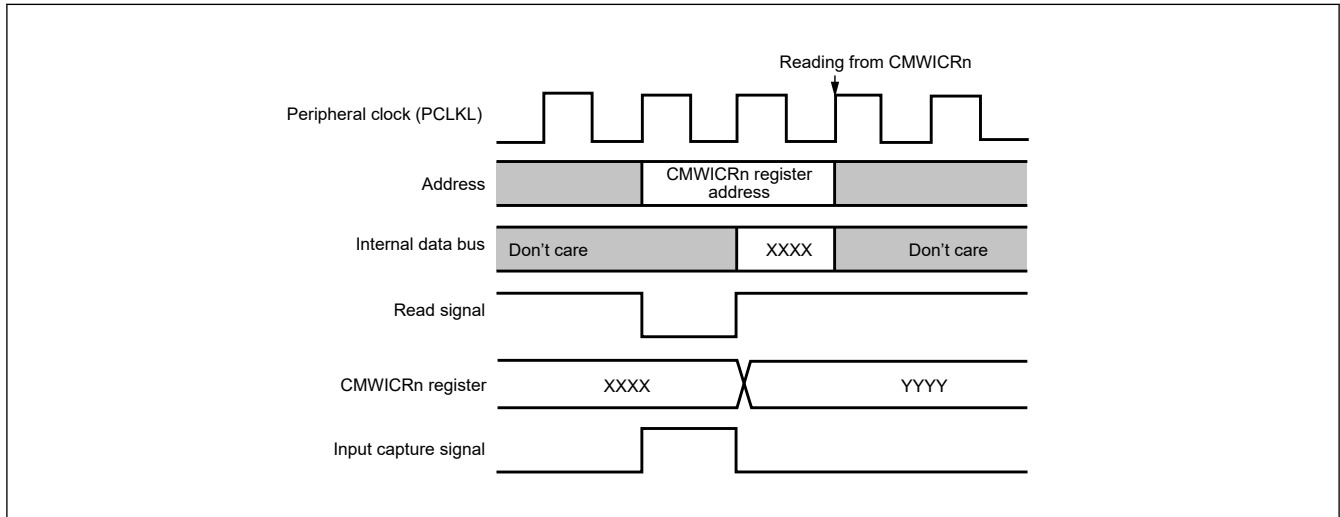 Reading from CMWICRn
Peripheral clock (PCLKL)
Address
CMWICRn register
address
Internal data bus
Don’t care
XXXX
Don’t care
Read signal
CMWICRn register
XXXX
YYYY
Input capture signal